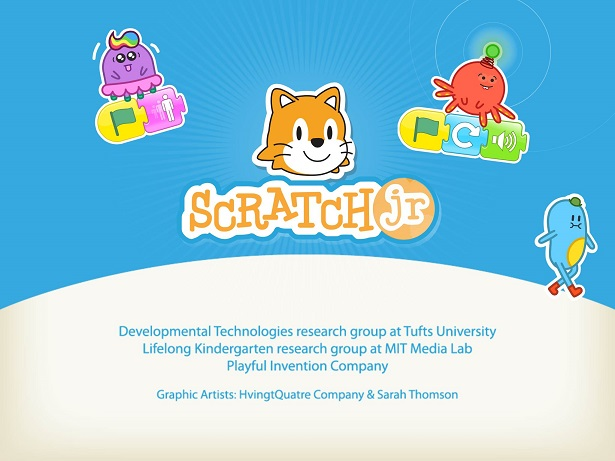 SCRATCH jr
Developmental Technologies research group at Tufts University
Lifelong Kindergarten research group at MIT Media Lab
Playful Invention Company
Graphic Artists: HvingtQuatre Company & Sarah Thomson